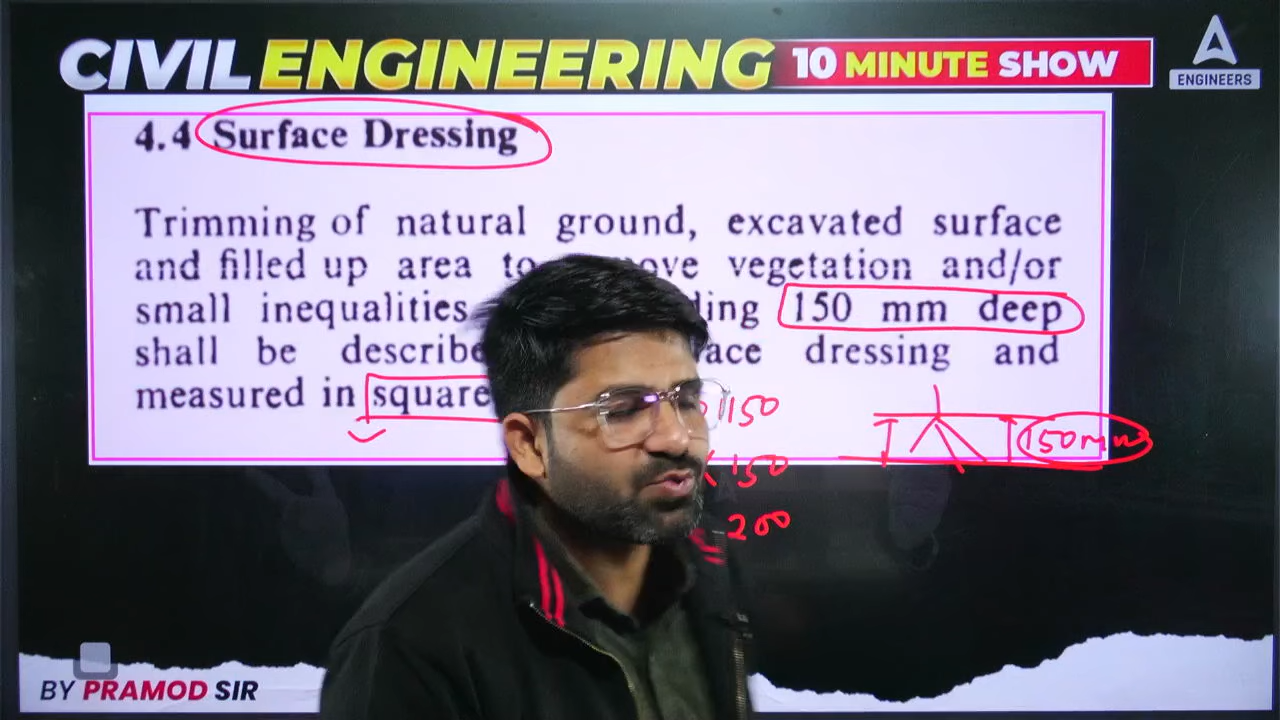 CIVIL ENGINEERING 10 MINUTE SHOW
A
ENGINEERS
4.4 Surface Dressing
Trimming of natural ground, excavated surface
and filled up area to ove vegetation and/or
small inequalities ding 150 mm deep
shall be describe ace dressing and
measured in square
150
150mm
150
200
BY PRAMOD SIR